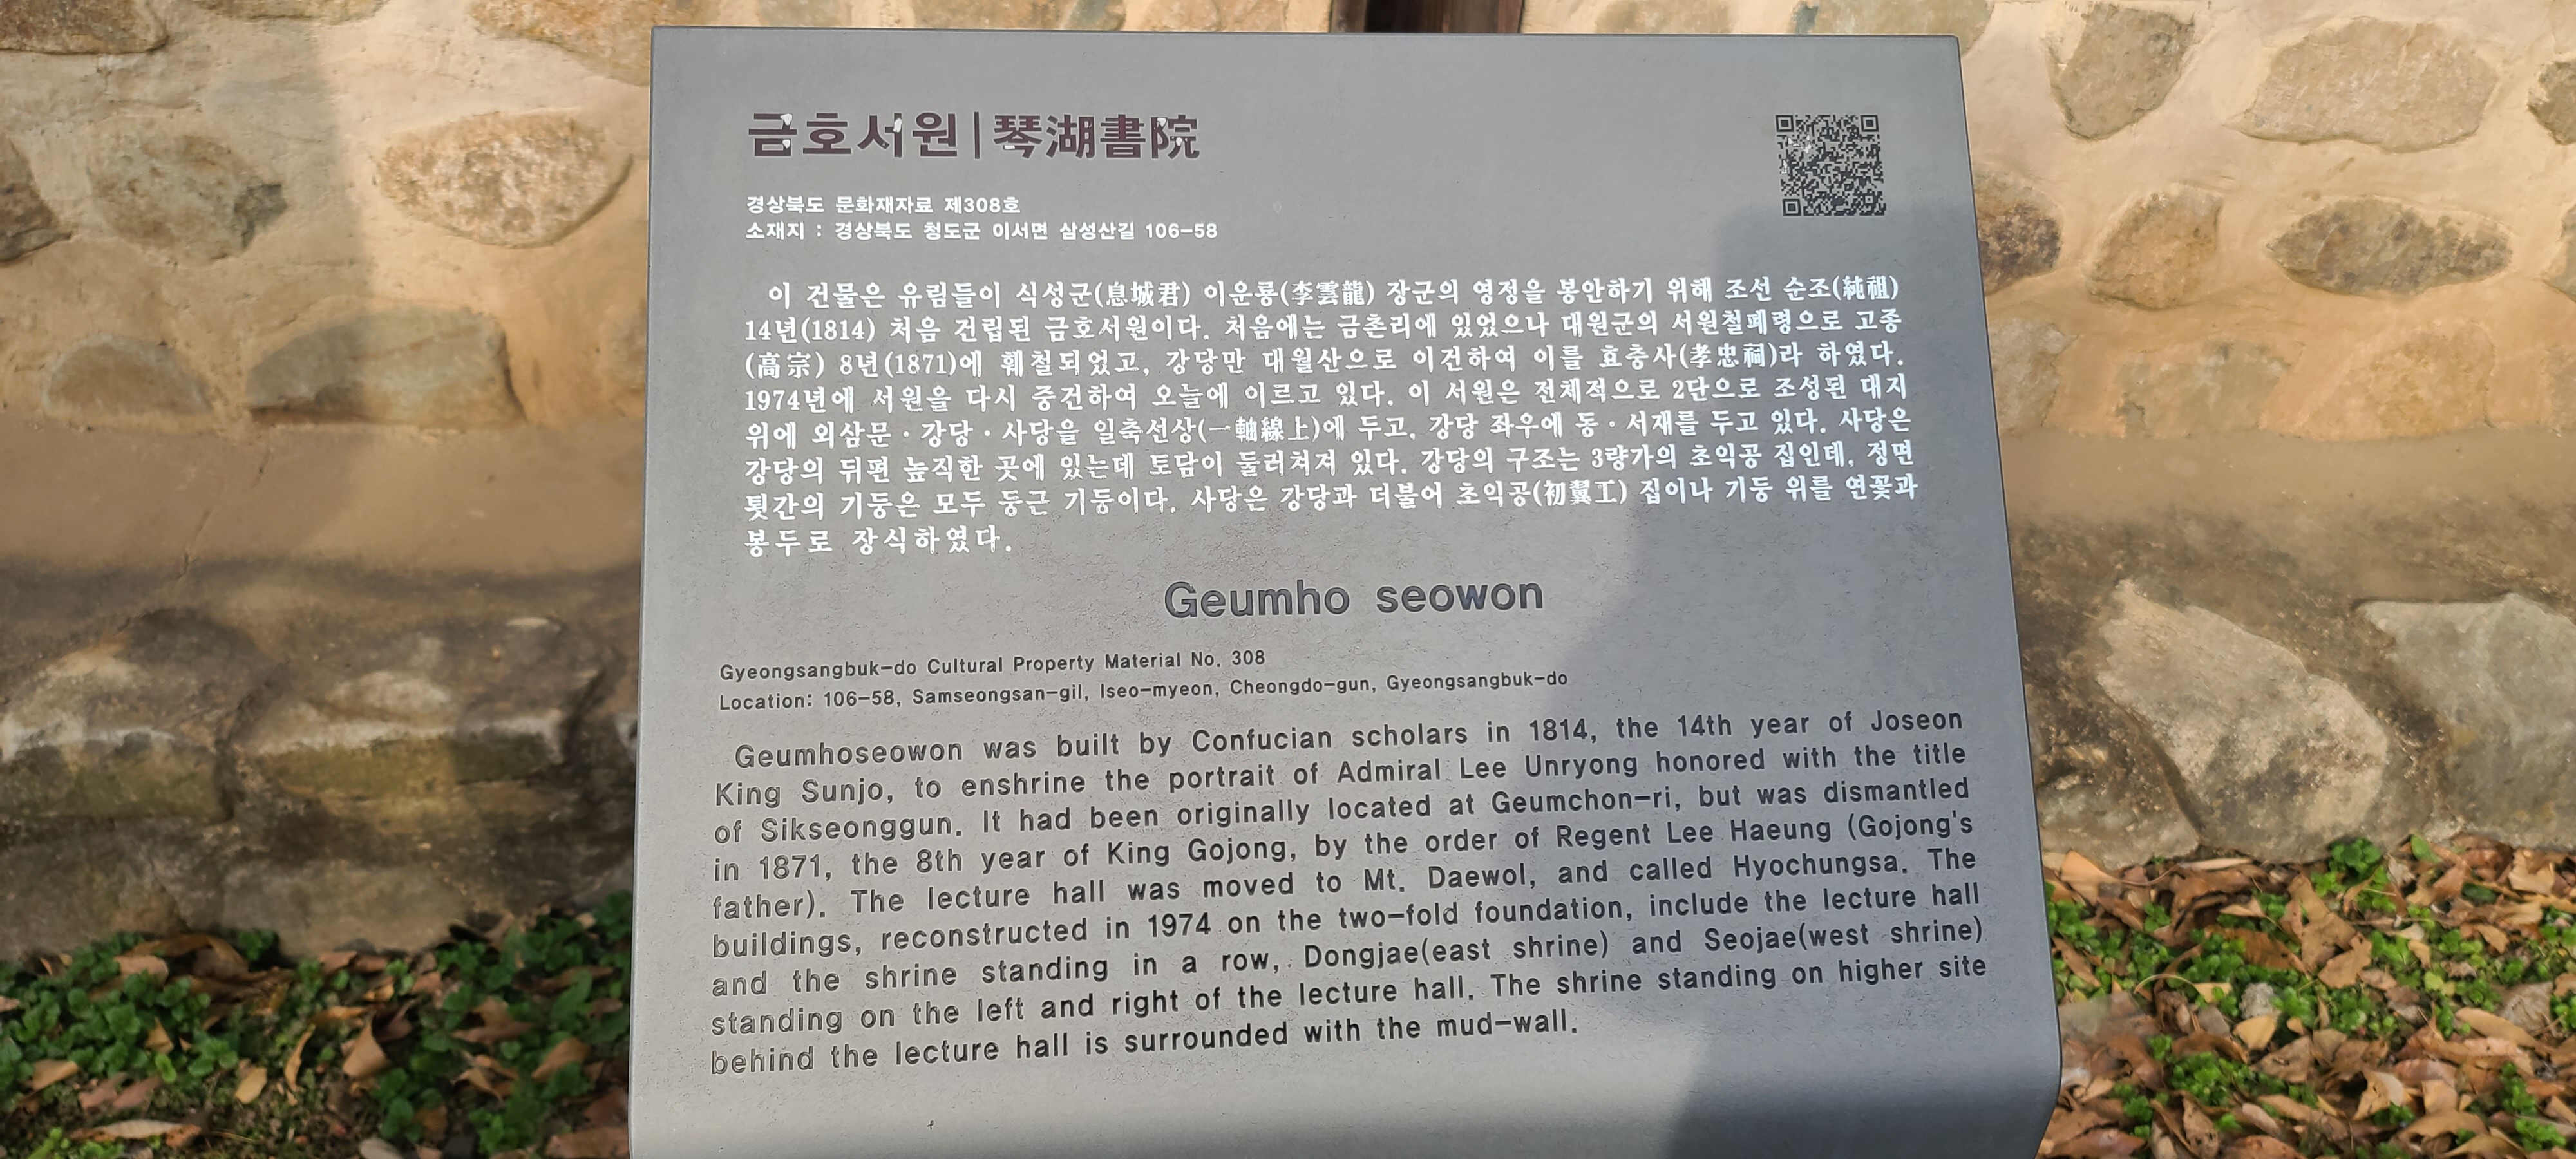 금호서원|琴湖書院
경상북도 문화재자료 제308호
소재지 : 경상북도 청도군 이서면 삼성산길 106-58
이 건물은 유림들이 식성군(息城君) 이운룡(李雲龍) 장군의 영정을 봉안하기 위해 조선 순조(純祖)
14년(1814) 처음 건립된 금호서원이다. 처음에는 금촌리에 있었으나 대원군의 서원철폐령으로 고종
(高宗) 8년(1871)에 훼철되었고, 강당만 대월산으로 이건하여 이를 효충사(孝忠祠)라 하였다.
1974년에 서원을 다시 중건하여 오늘에 이르고 있다. 이 서원은 전체적으로 2단으로 조성된 대지
위에 외삼문·강당·사당을 일축선상(一軸線上)에 두고, 강당 좌우에 동·서재를 두고 있다. 사당은
강당의 뒤편 높직한 곳에 있는데 토담이 둘러쳐져 있다. 강당의 구조는 3량가의 초익공 집인데, 정면
툇간의 기둥은 모두 둥근 기둥이다. 사당은 강당과 더불어 초익공(初翼工) 집이나 기둥 위를 연꽃과
봉두로 장식하였다.
Geumho seowon
Gyeongsangbuk-do Cultural Property Material No. 308
Location: 106-58, Samseongsan-gil, Iseo-myeon, Cheongdo-gun, Gyeongsangbuk-do
Geumhoseowon was built by Confucian scholars in 1814, the 14th year of Joseon
King Sunjo, to enshrine the portrait of Admiral Lee Unryong honored with the title
of Sikseonggun. It had been originally located at Geumchon-ri, but was dismantled
in 1871, the 8th year of King Gojong, by the order of Regent Lee Haeung (Gojong's
father). The lecture hall was moved to Mt. Daewol, and called Hyochungsa. The
buildings, reconstructed in 1974 on the two-fold foundation, include the lecture hall
and the shrine standing in a row, Dongjae(east shrine) and Seojae(west shrine)
standing on the left and right of the lecture hall. The shrine standing on higher site
behind the lecture hall is surrounded with the mud-wall.